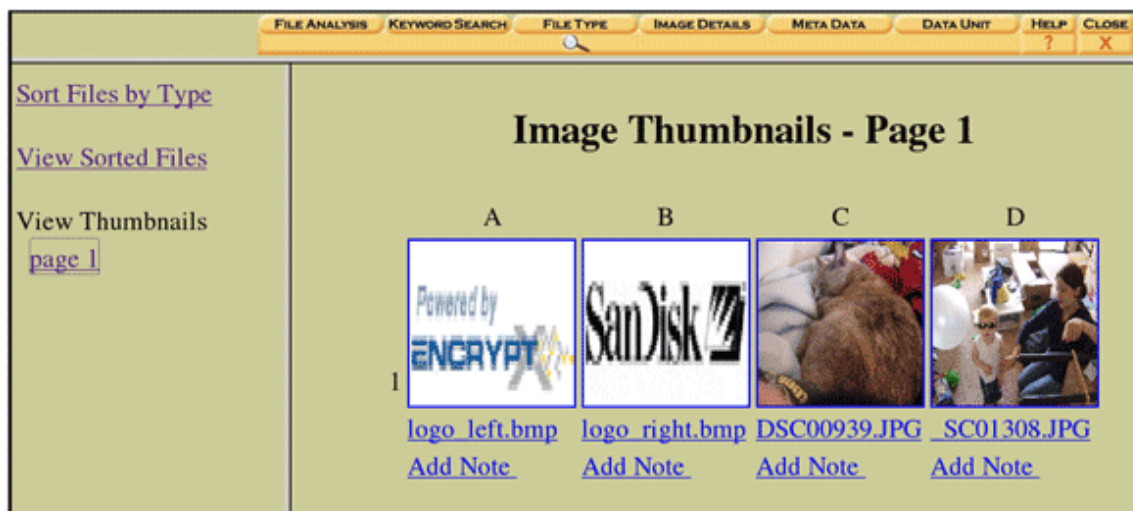 FILE ANALYSIS KEYWORD SEARCH FILE TYPE IMAGE DETAILS META DATA DATA UNIT HELP CLOSE
? X
Sort Files by Type
View Sorted Files
View Thumbnails
page 1
Image Thumbnails - Page 1
A B C D
Powered by
ENCRYPTX
SanDisk
1
logo_left.bmp logo_right.bmp DSC00939.JPG _SC01308.JPG
Add Note Add Note Add Note Add Note